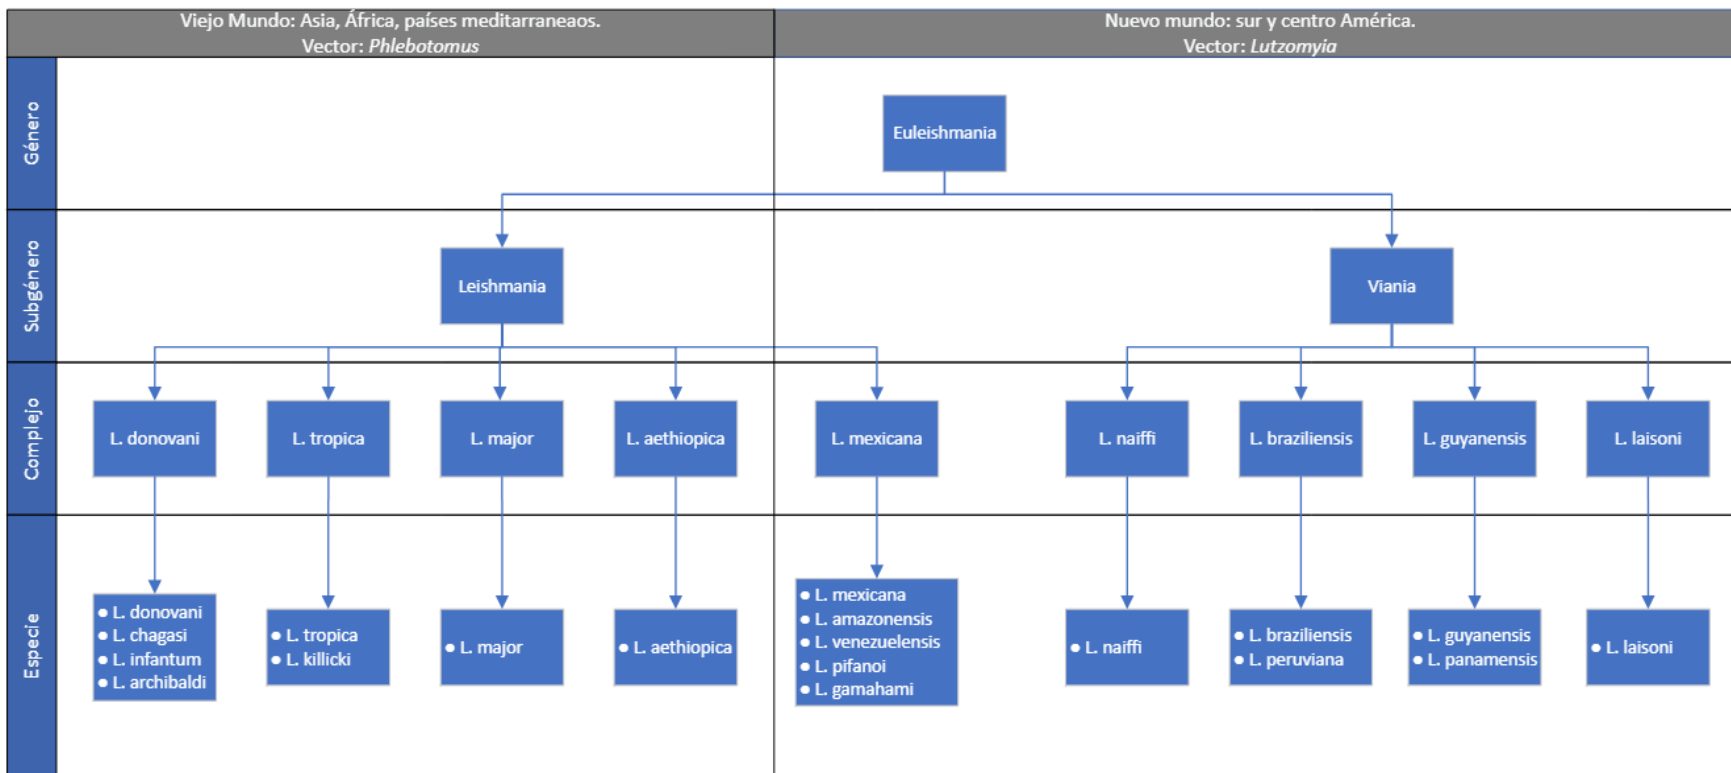 Viejo Mundo: Asia, África, países meditarraneaos.
Vector: Phlebotomus
Nuevo mundo: sur y centro América.
Vector: Lutzomyia
Género
Euleishmania
Subgénero
Leishmania
Viania
Complejo
L. donovani
L. tropica
L. major
L. aethiopica
L. mexicana
L. naiffi
L. braziliensis
L. guyanensis
L. laisoni
Especie
● L. donovani
● L. chagasi
● L. infantum
● L. archibaldi
● L. tropica
● L. killicki
● L. major
● L. aethiopica
● L. mexicana
● L. amazonensis
● L. venezuelensis
● L. pifanoi
● L. gamahami
● L. naiffi
● L. braziliensis
● L. peruviana
● L. guyanensis
● L. panamensis
● L. laisoni